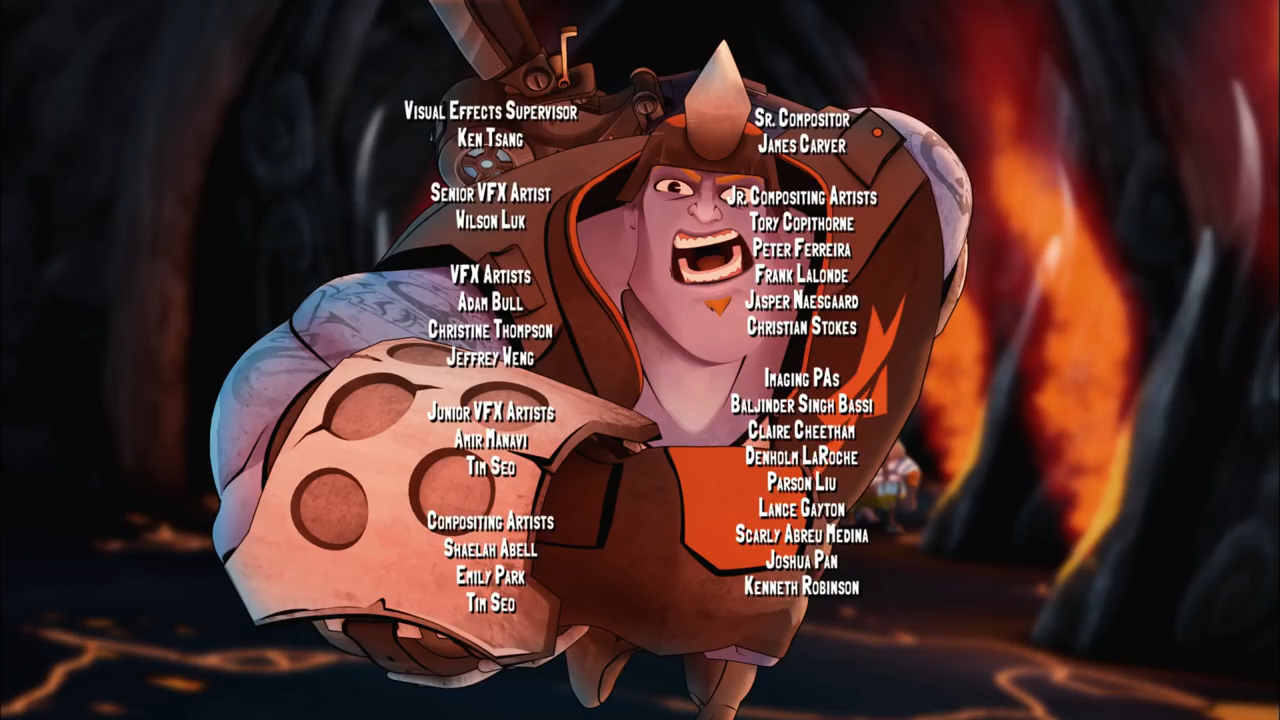 Visual Effects Supervisor
Ken Tsang
Senior VFX Artist
Wilson Luk
VFX Artists
Adam Bull
Christine Thompson
Jeffrey Weng
Junior VFX Artists
Amir Manavi
Tim Seo
Compositing Artists
Shaelah Abell
Emily Park
Tim Seo
Sr. Compositor
James Carver
Jr. Compositing Artists
Tory Copithorne
Peter Ferreira
Frank Lalonde
Jasper Naesgaard
Christian Stokes
Imaging PAs
Baljinder Singh Bassi
Claire Cheetham
Denholm LaRoche
Parson Liu
Lance Gayton
Scarly Abreu Medina
Joshua Pan
Kenneth Robinson